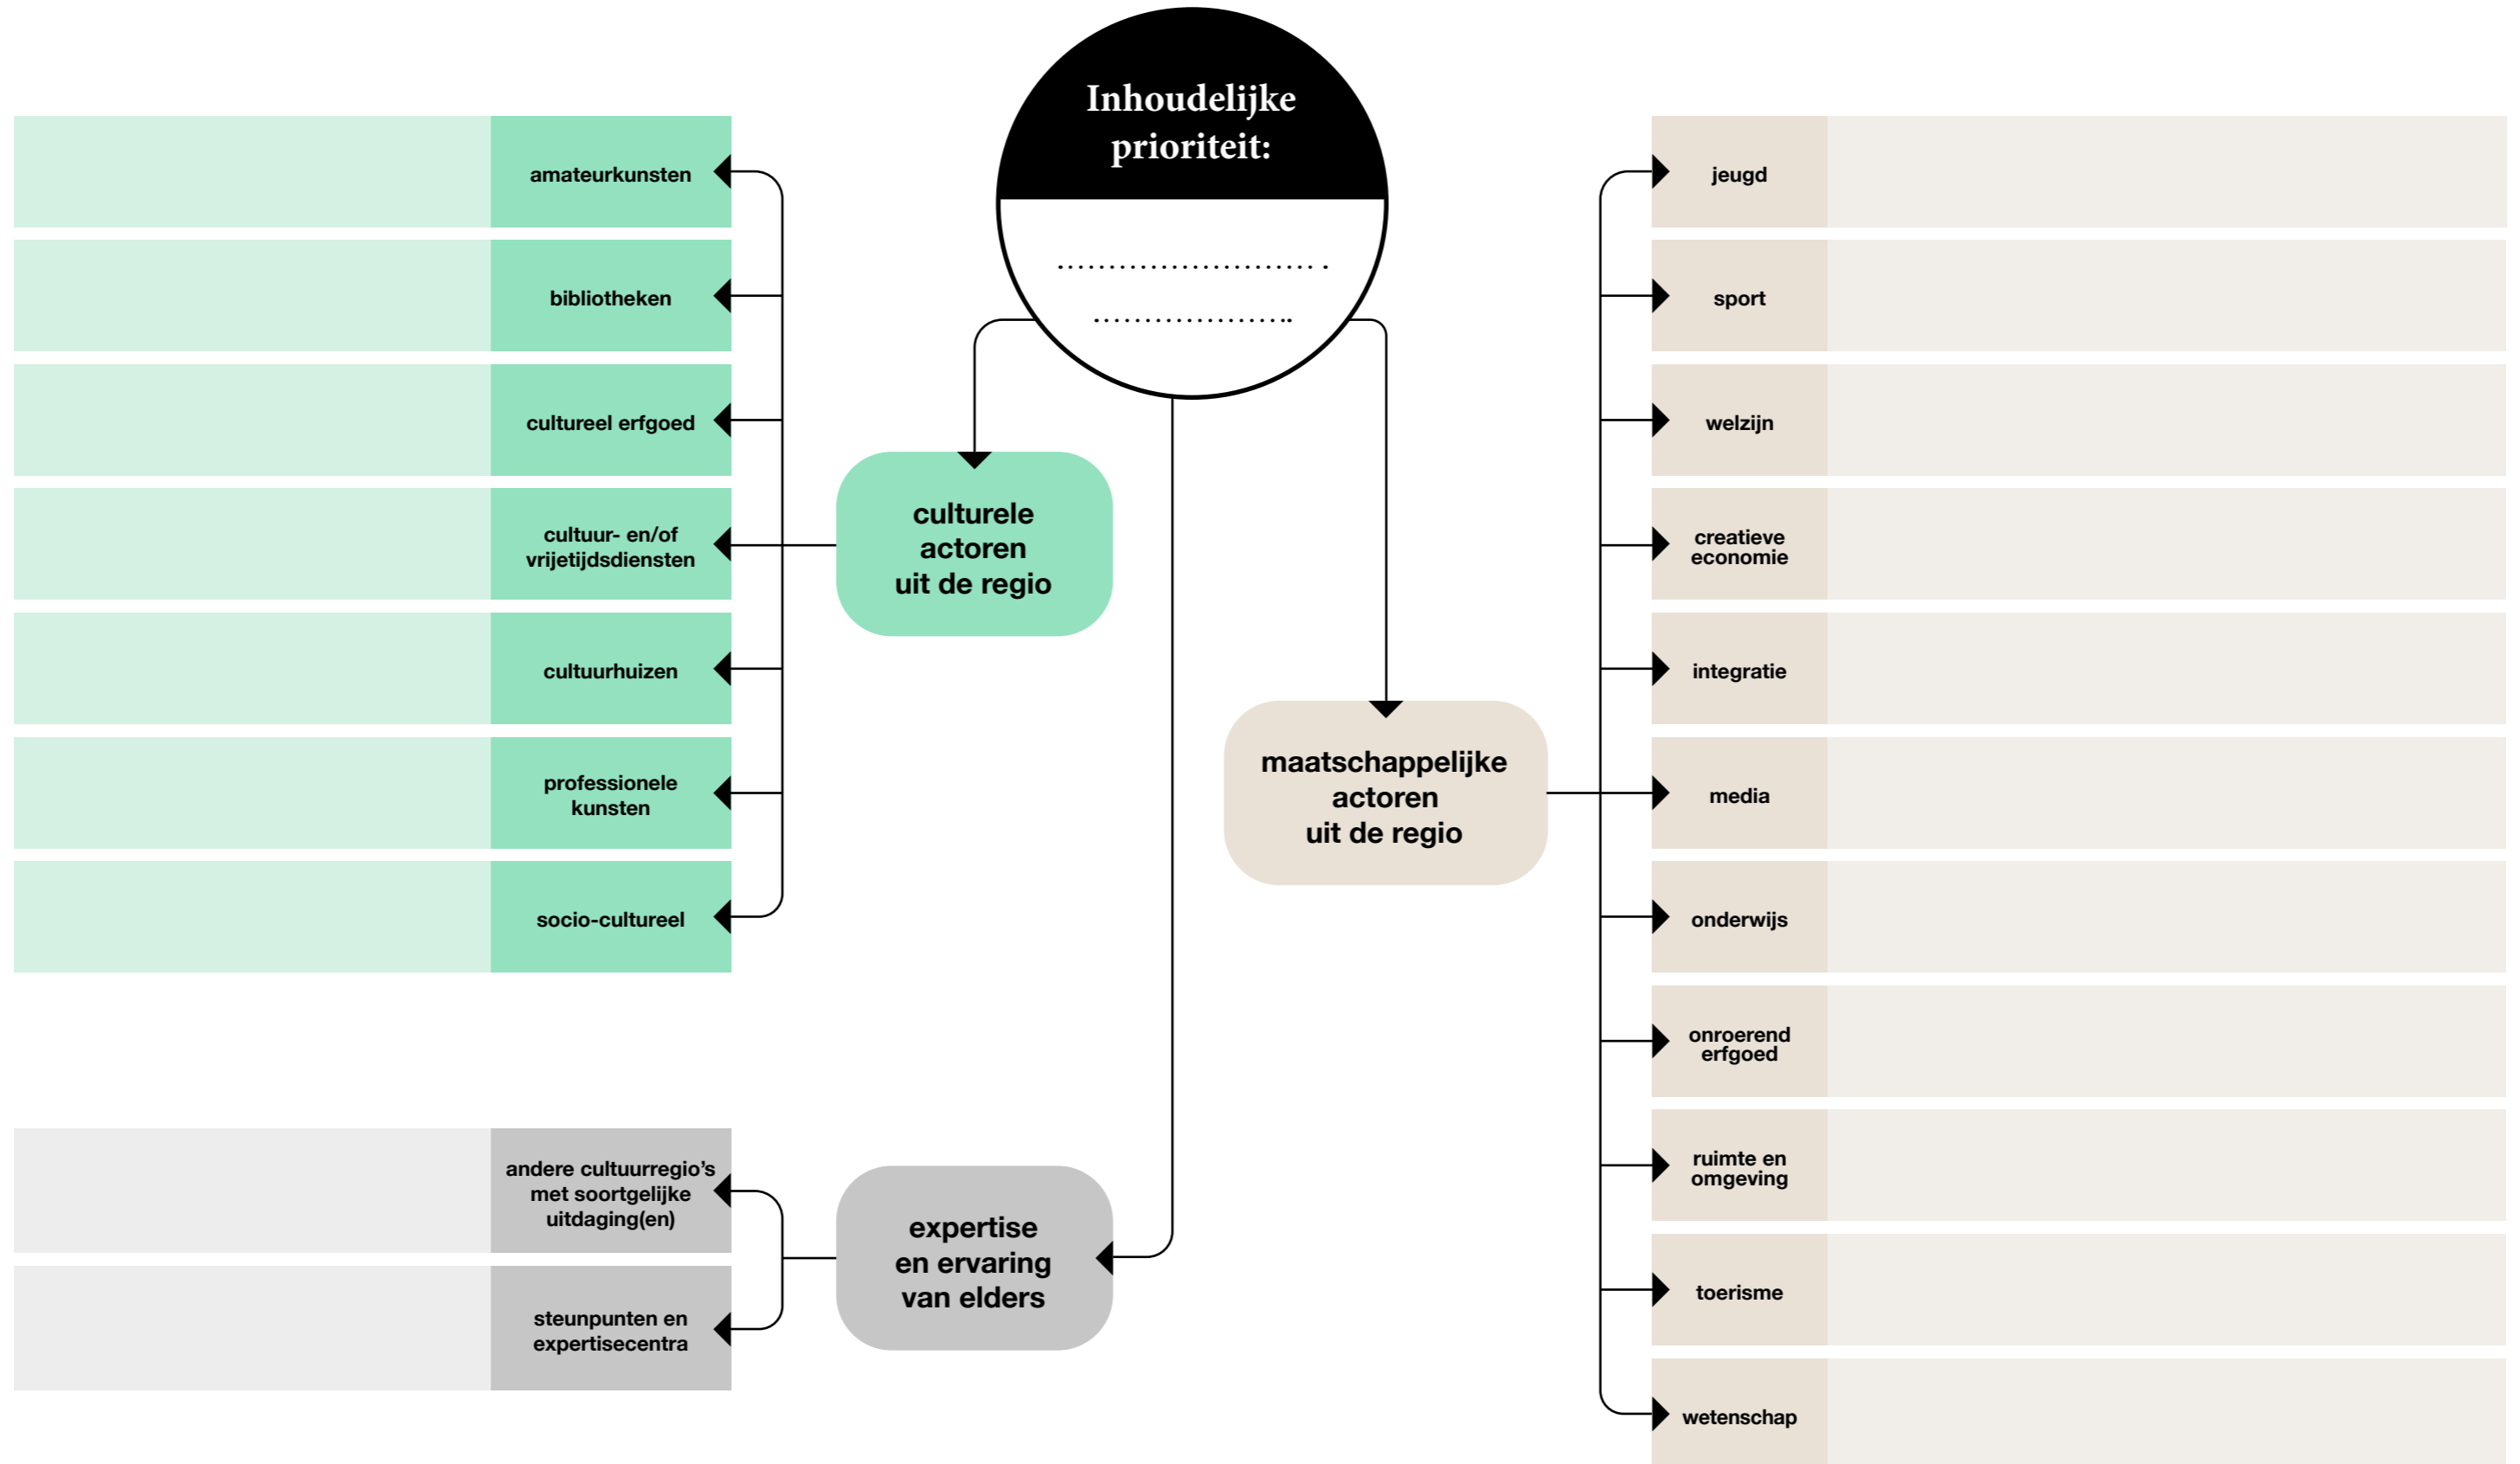 Inhoudelijke
prioriteit:
amateurkunsten
bibliotheken
cultureel erfgoed
cultuur- en/of
vrijetijdsdiensten
cultuurhuizen
professionele
kunsten
socio-cultureel
culturele
actoren
uit de regio
maatschappelijke
actoren
uit de regio
jeugd
sport
welzijn
creatieve
economie
integratie
media
onderwijs
onroerend
erfgoed
ruimte en
omgeving
toerisme
wetenschap
andere cultuurregio’s
met soortgelijke
uitdaging(en)
steunpunten en
expertisecentra
expertise
en ervaring
van elders